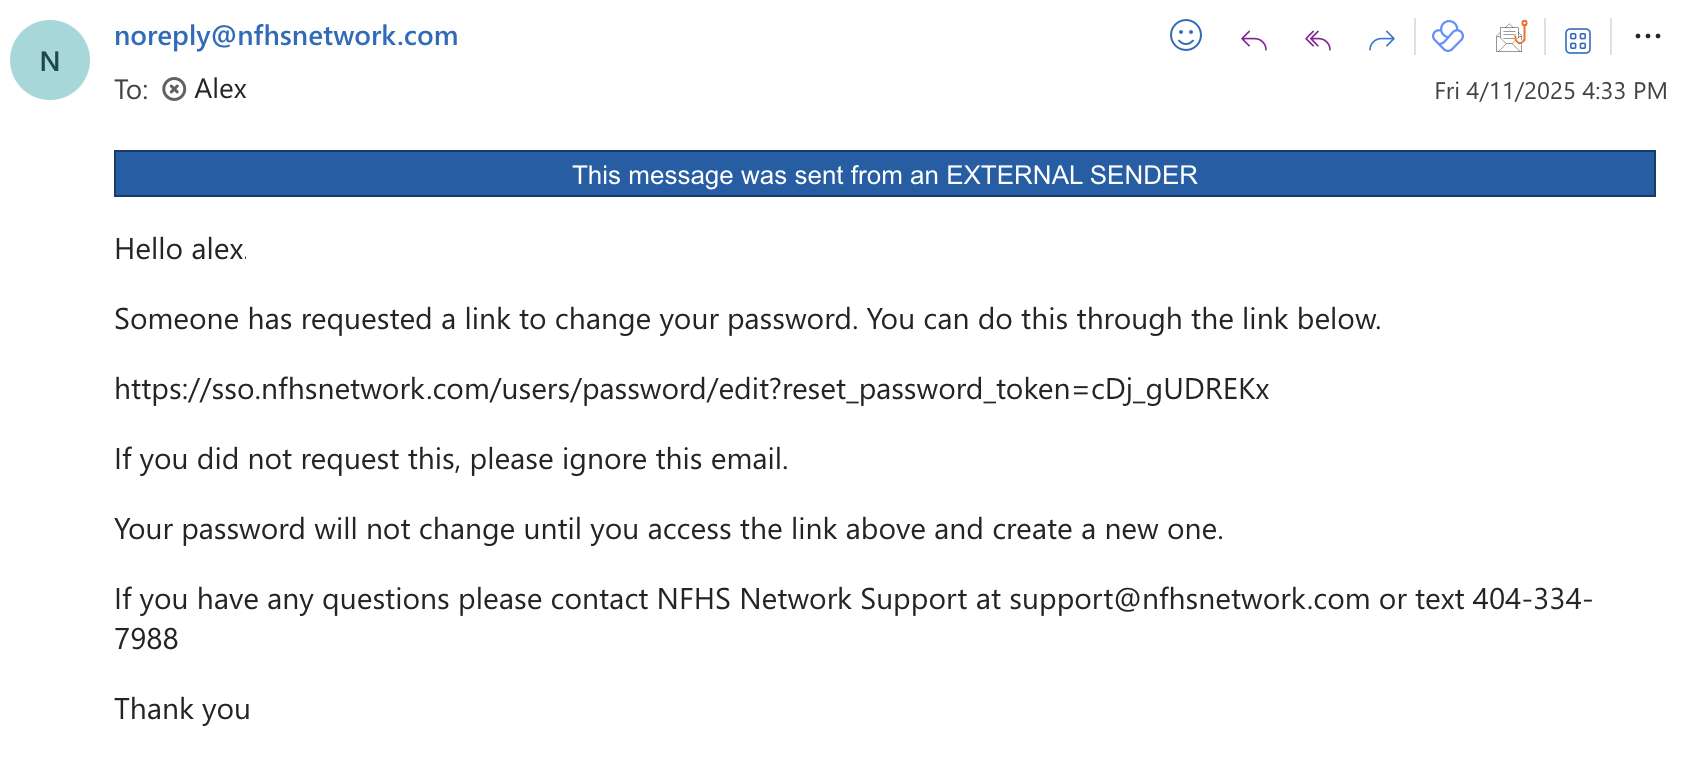 N
noreply@nfhsnetwork.com
To: Alex
Fri 4/11/2025 4:33 PM
This message was sent from an EXTERNAL SENDER
Hello alex.
Someone has requested a link to change your password. You can do this through the link below.
https://sso.nfhsnetwork.com/users/password/edit?reset_password_token=cDj_gUDREKx
If you did not request this, please ignore this email.
Your password will not change until you access the link above and create a new one.
If you have any questions please contact NFHS Network Support at support@nfhsnetwork.com or text 404-334-
7988
Thank you